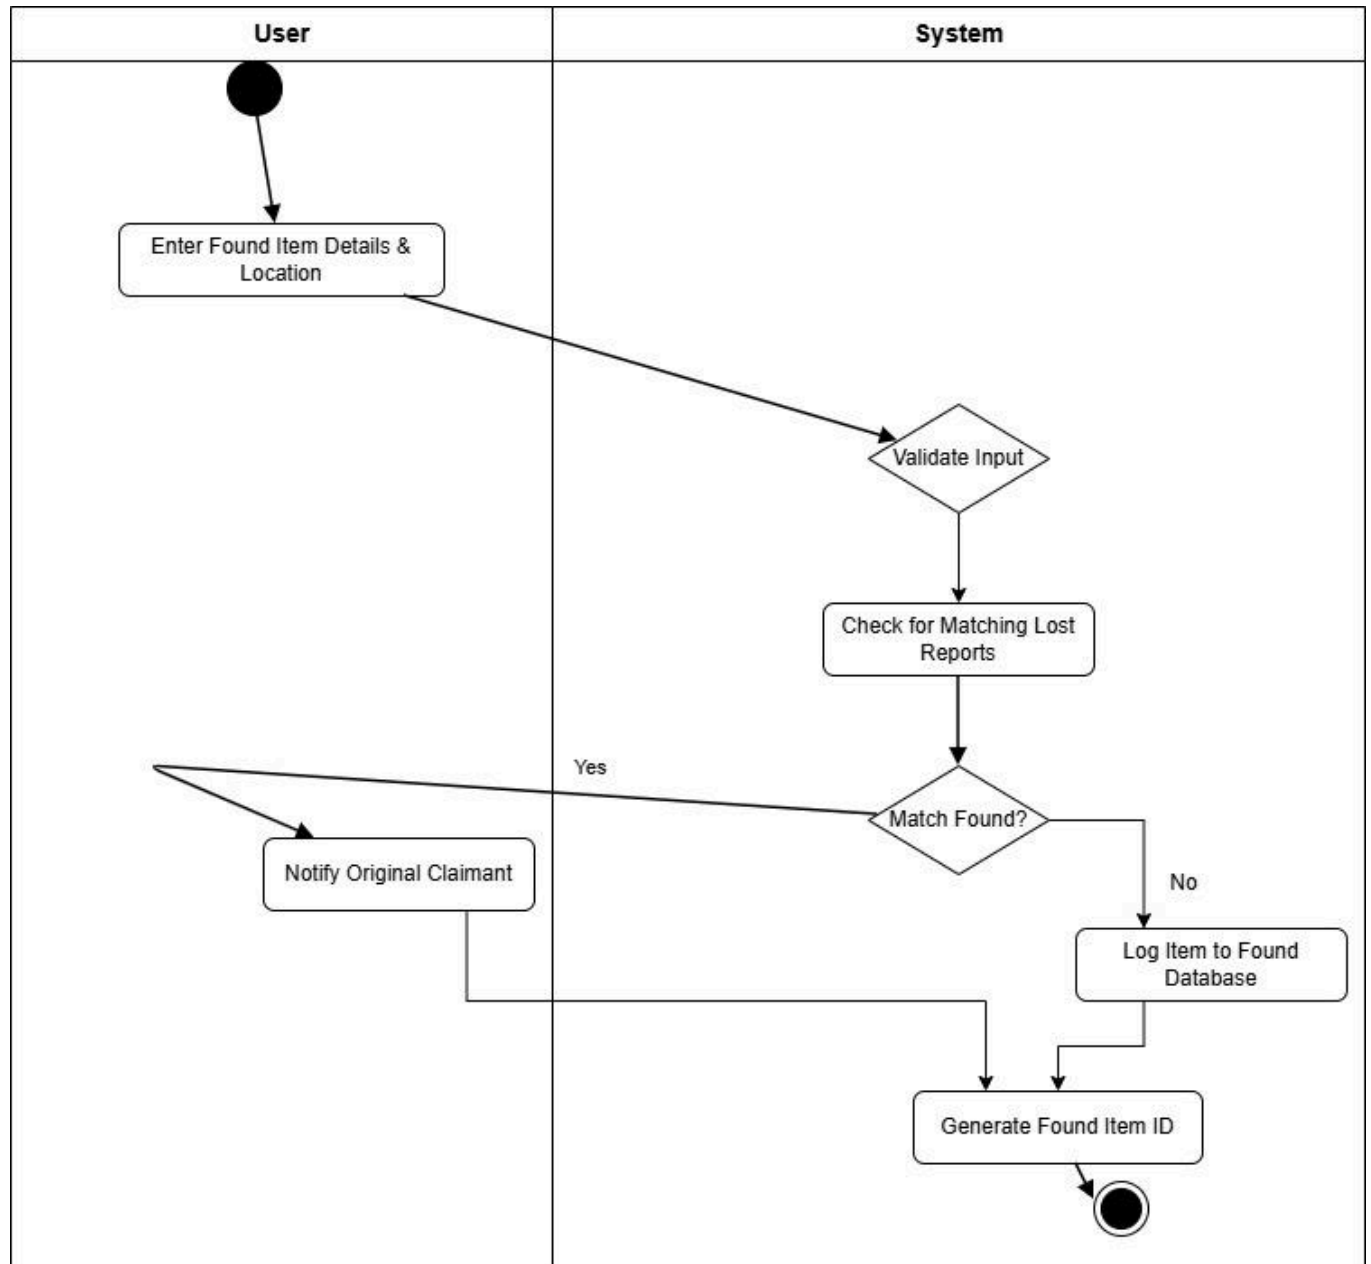 User
System
Enter Found Item Details &
Location
Validate Input
Check for Matching Lost
Reports
Yes
Match Found?
Notify Original Claimant
No
Log Item to Found
Database
Generate Found Item ID